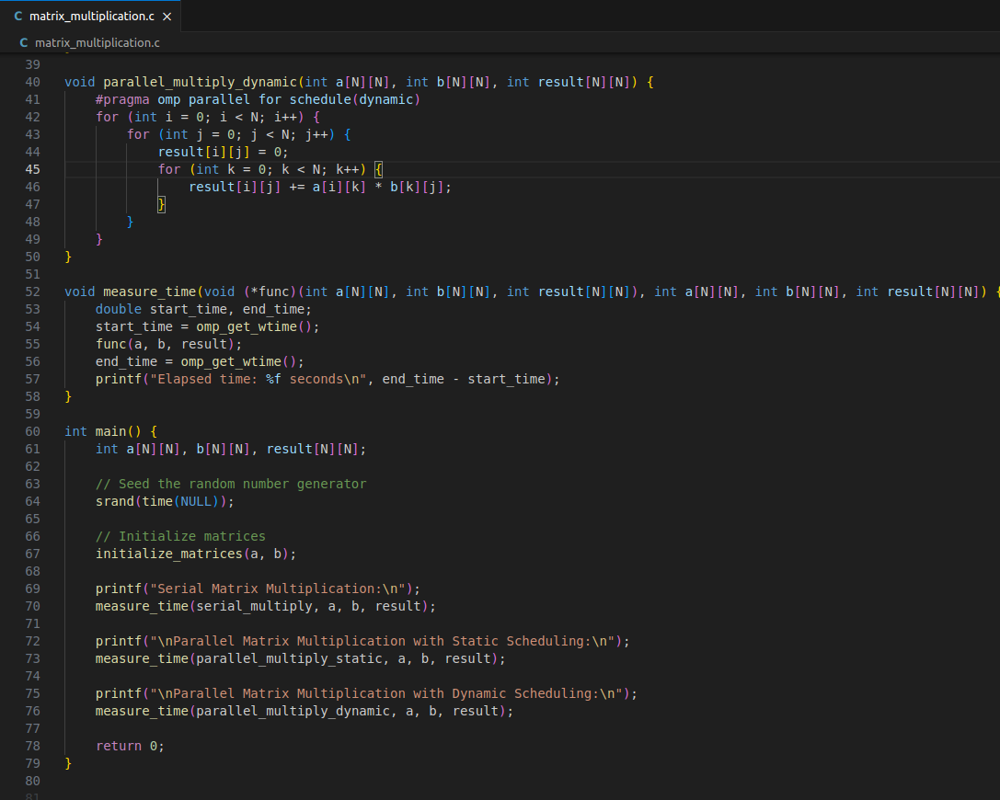 C matrix_multiplication.c ×
C matrix_multiplication.c
39
40 void parallel_multiply_dynamic(int a[N][N], int b[N][N], int result[N][N]) {
41     #pragma omp parallel for schedule(dynamic)
42     for (int i = 0; i < N; i++) {
43         for (int j = 0; j < N; j++) {
44             result[i][j] = 0;
45             for (int k = 0; k < N; k++) {
46                 result[i][j] += a[i][k] * b[k][j];
47             }
48         }
49     }
50 }
51
52 void measure_time(void (*func)(int a[N][N], int b[N][N], int result[N][N]), int a[N][N], int b[N][N], int result[N][N]) {
53     double start_time, end_time;
54     start_time = omp_get_wtime();
55     func(a, b, result);
56     end_time = omp_get_wtime();
57     printf("Elapsed time: %f seconds\n", end_time - start_time);
58 }
59
60 int main() {
61     int a[N][N], b[N][N], result[N][N];
62
63     // Seed the random number generator
64     srand(time(NULL));
65
66     // Initialize matrices
67     initialize_matrices(a, b);
68
69     printf("Serial Matrix Multiplication:\n");
70     measure_time(serial_multiply, a, b, result);
71
72     printf("\nParallel Matrix Multiplication with Static Scheduling:\n");
73     measure_time(parallel_multiply_static, a, b, result);
74
75     printf("\nParallel Matrix Multiplication with Dynamic Scheduling:\n");
76     measure_time(parallel_multiply_dynamic, a, b, result);
77
78     return 0;
79 }
80
81